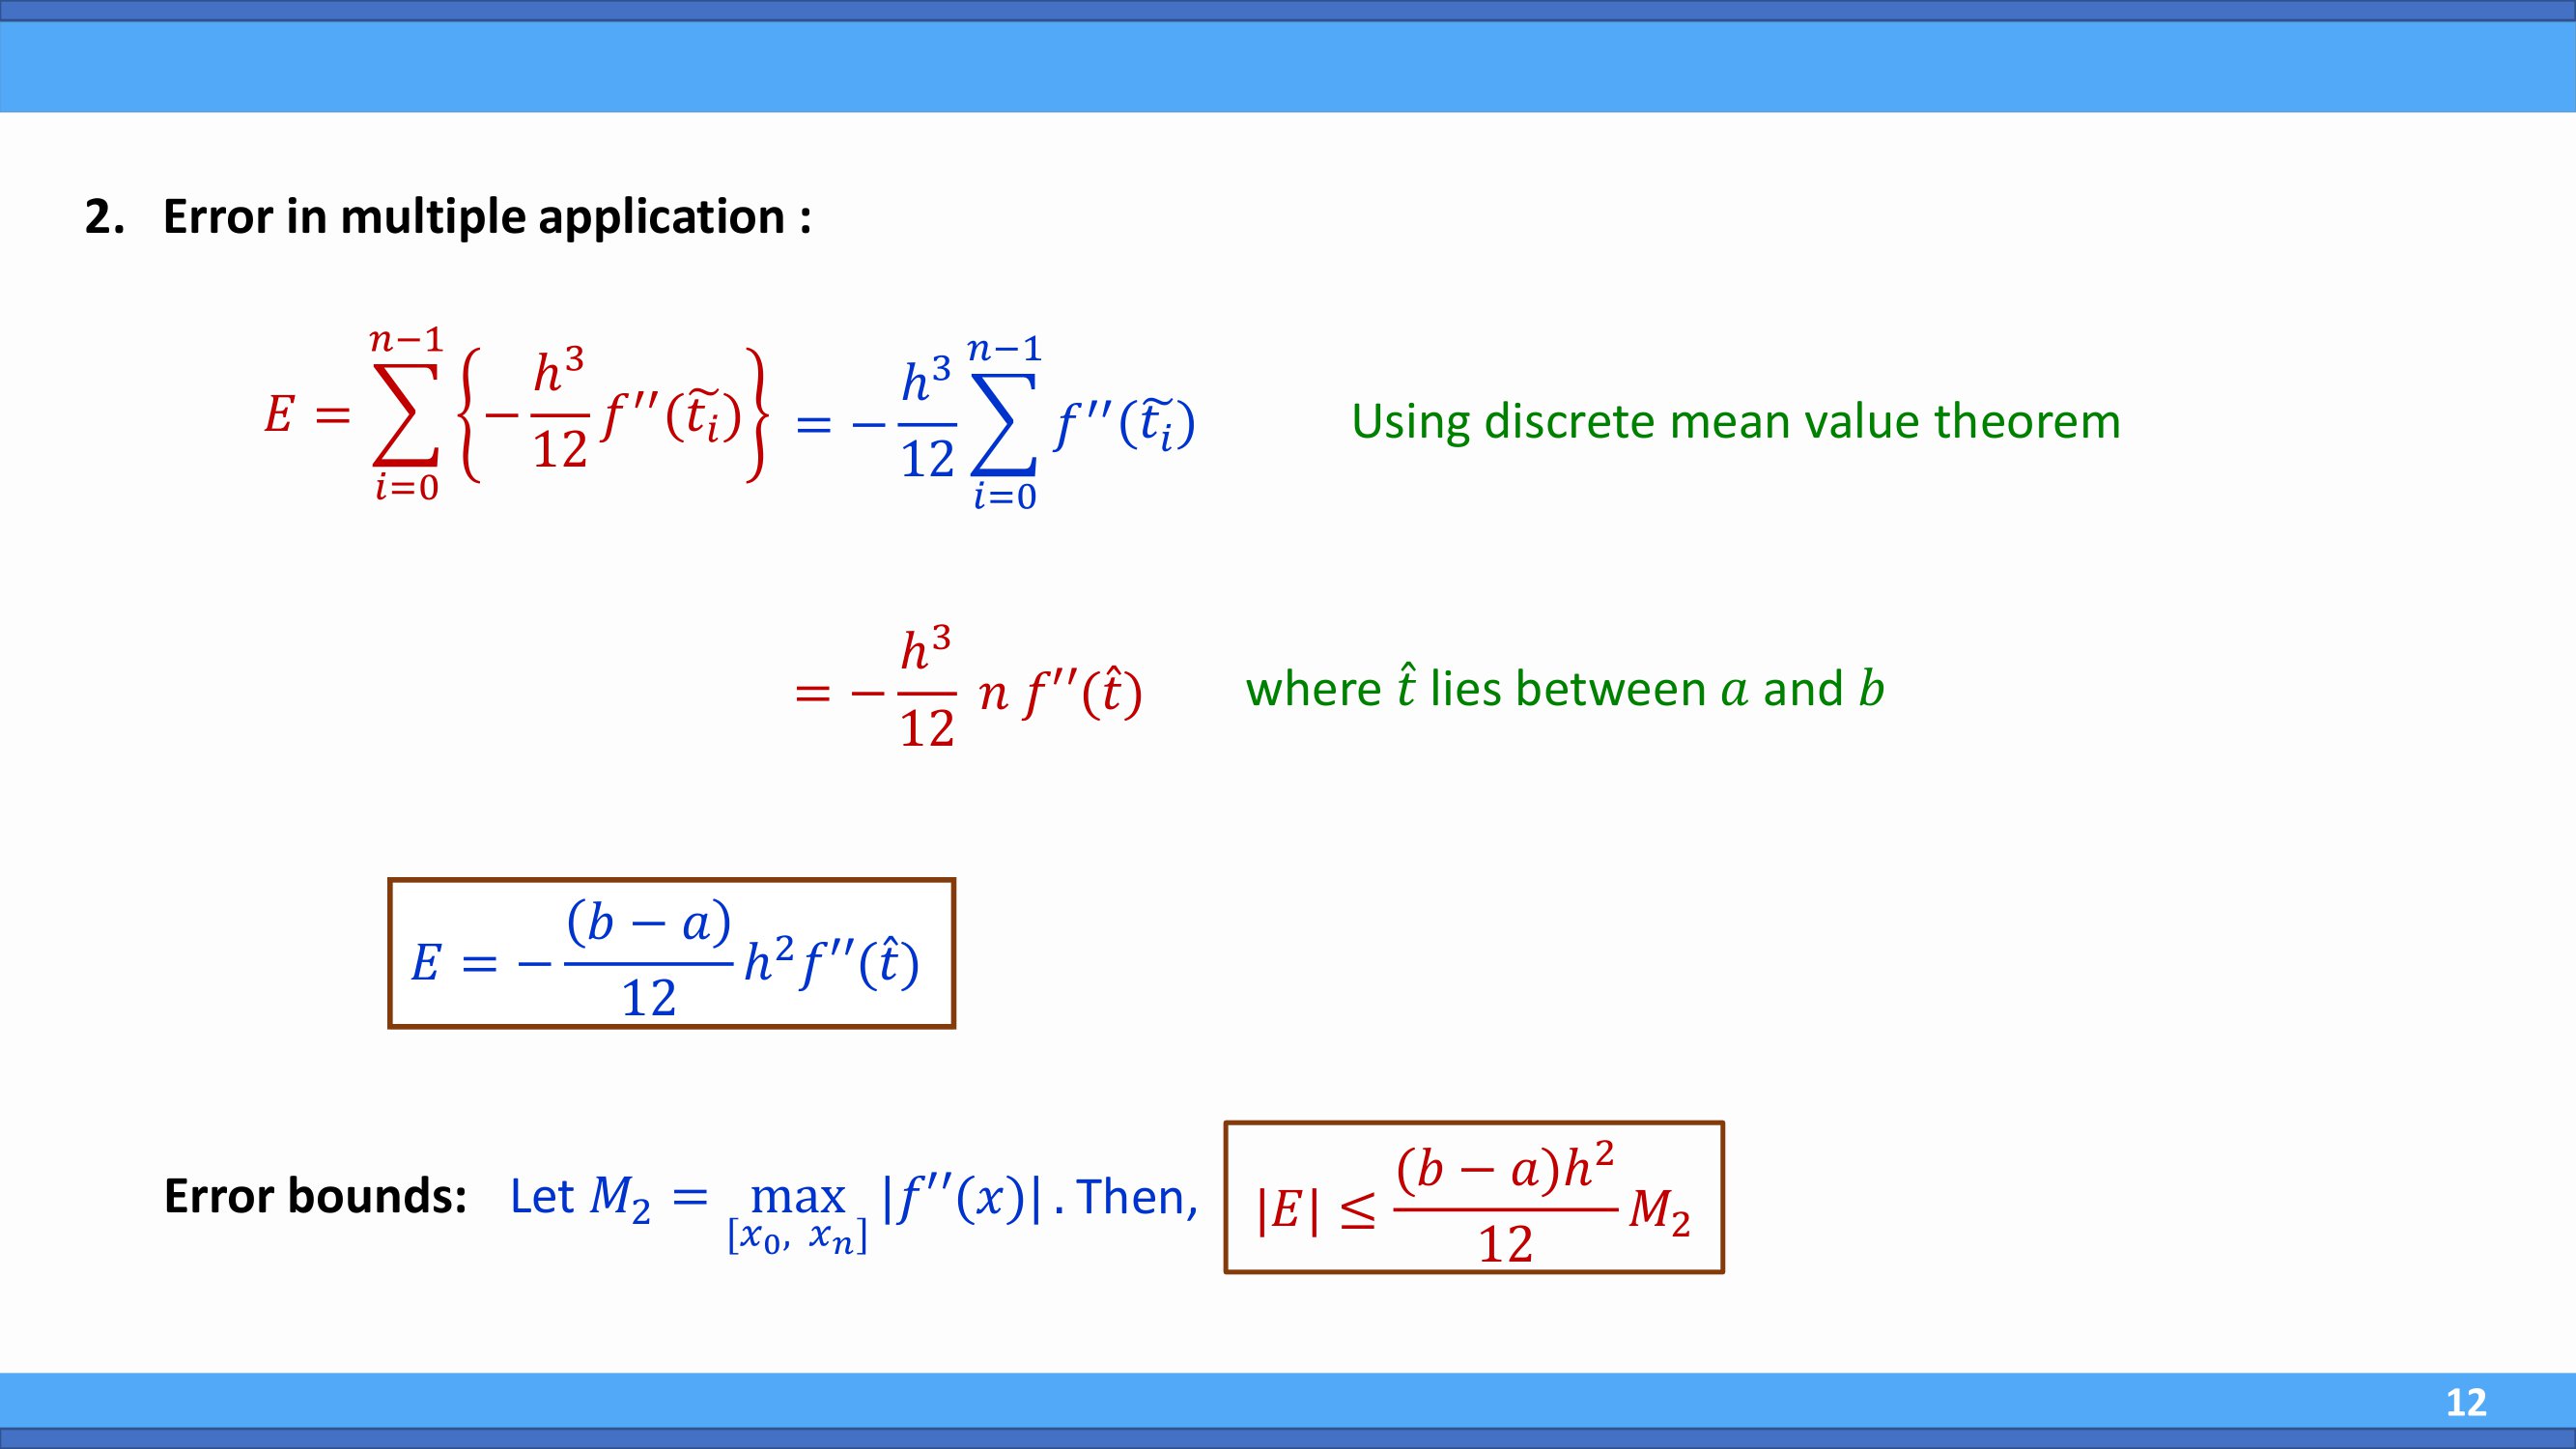 2. Error in multiple application :
$E = \sum_{i=0}^{n-1} \left\{ -\frac{h^3}{12} f''(\tilde{t_i}) \right\} = -\frac{h^3}{12} \sum_{i=0}^{n-1} f''(\tilde{t_i})$ Using discrete mean value theorem
$= -\frac{h^3}{12} \, n \, f''(\hat{t})$ where $\hat{t}$ lies between $a$ and $b$
$E = -\frac{(b-a)}{12} h^2 f''(\hat{t})$
Error bounds: Let $M_2 = \max_{[x_0, \, x_n]} |f''(x)|$ . Then, $|E| \leq \frac{(b-a)h^2}{12} M_2$
12